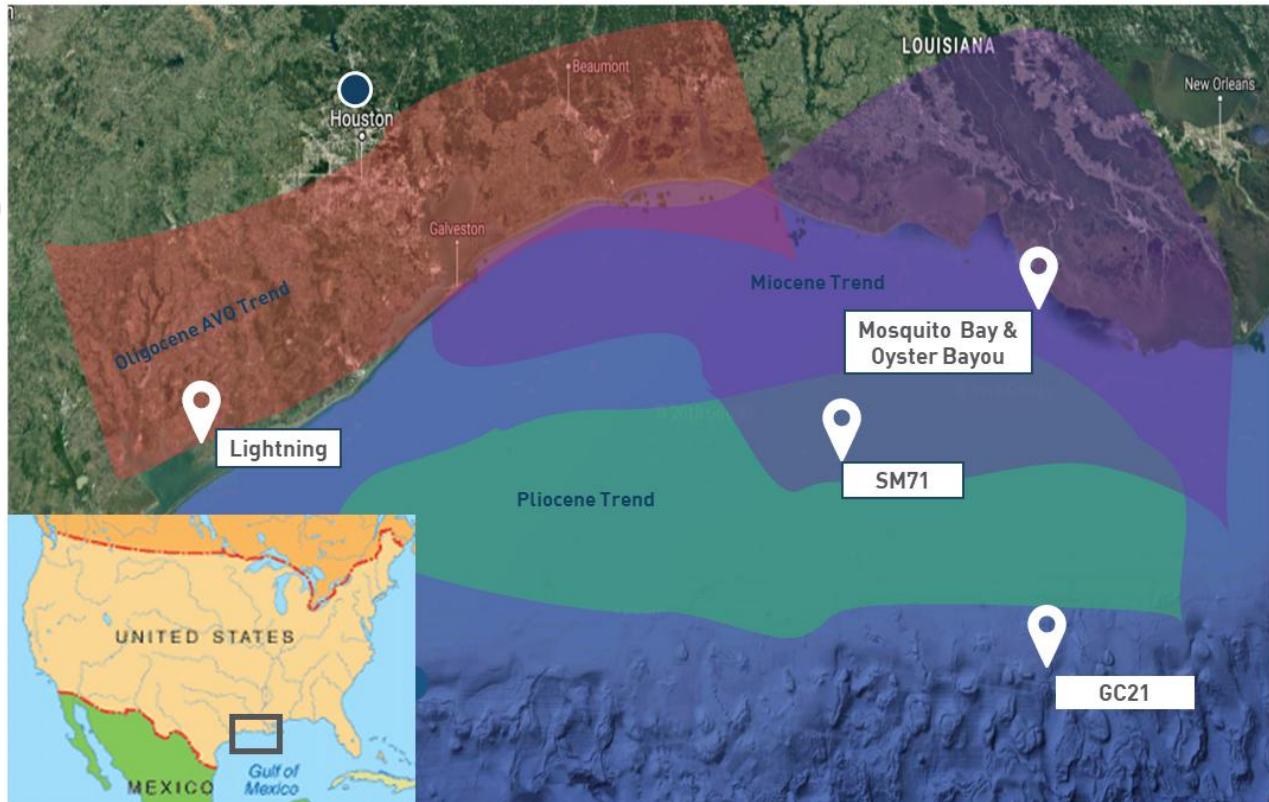 LOUISIANA
Beaumont
New Orleans
Houston
Galveston
Oligocene AVO Trend
Miocene Trend
Mosquito Bay &
Oyster Bayou
Lightning
SM71
Pliocene Trend
GC21
UNITED STATES
MEXICO
Gulf of
Mexico